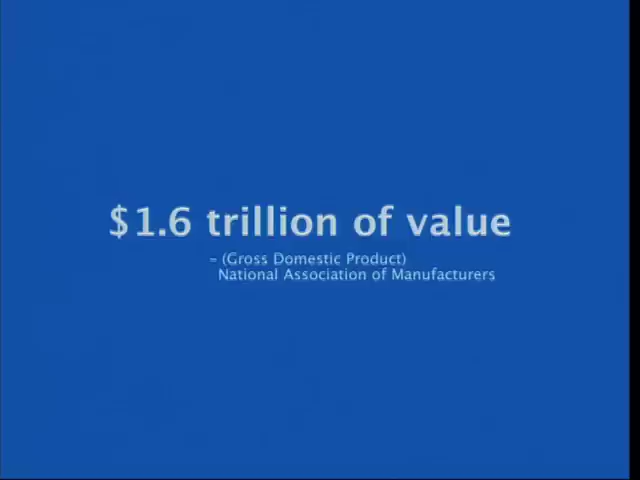 $1.6 trillion of value
– (Gross Domestic Product)
National Association of Manufacturers